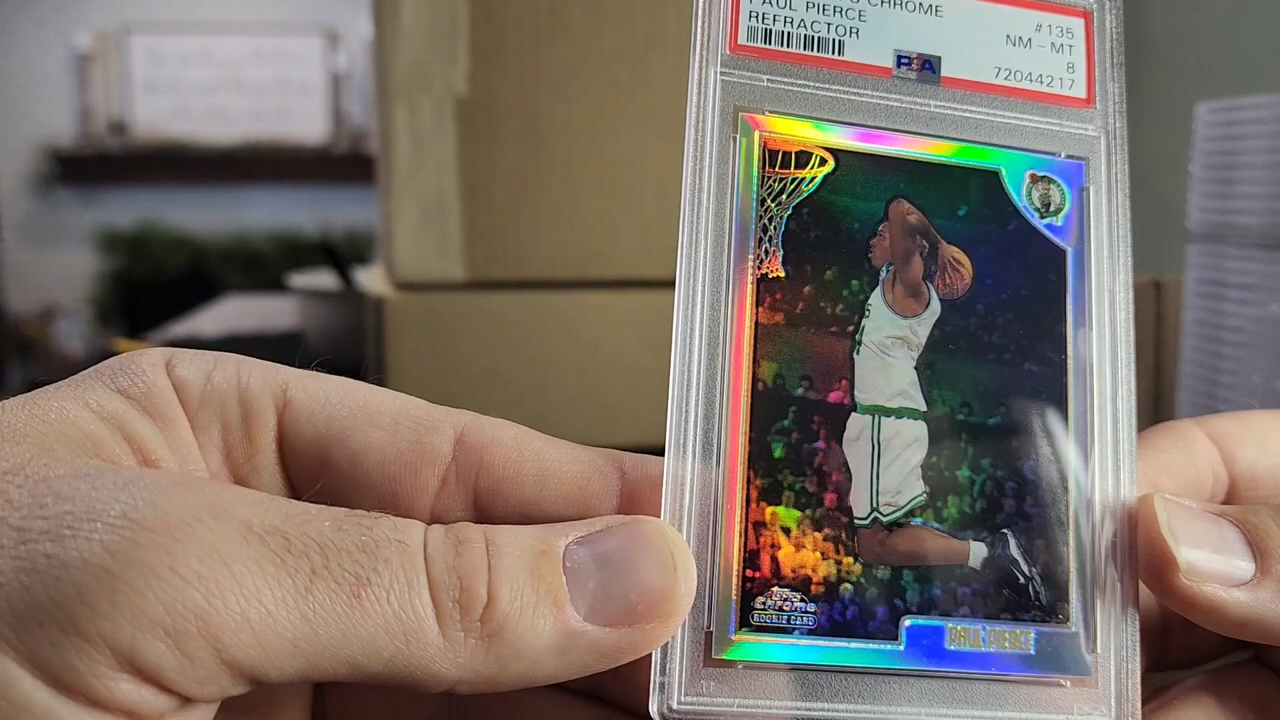 CHROME
PAUL PIERCE
REFRACTOR
#135
NM - MT
8
72044217
PSA
Topps
Chrome
ROOKIE CARD
PAUL PIERCE